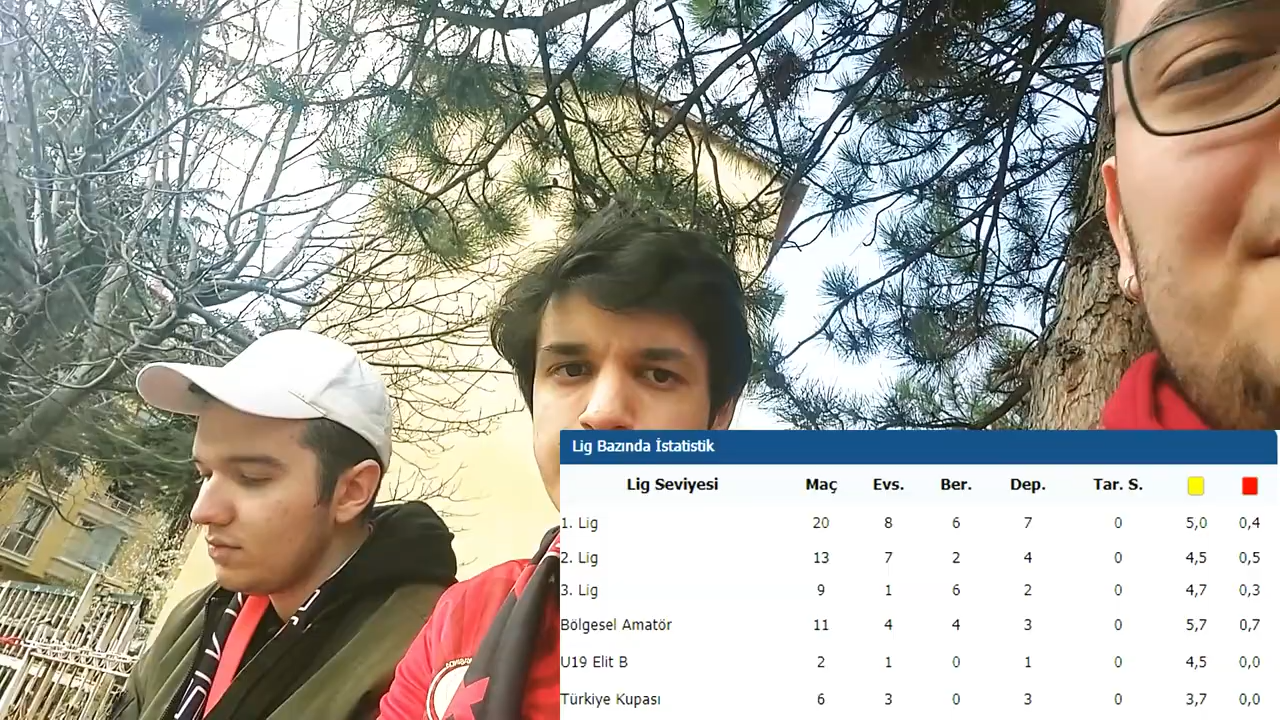 Lig Bazında İstatistik
Lig Seviyesi Maç Evs. Ber. Dep. Tar. S.
1. Lig 20 8 6 7 0 5,0 0,4
2. Lig 13 7 2 4 0 4,5 0,5
3. Lig 9 1 6 2 0 4,7 0,3
Bölgesel Amatör 11 4 4 3 0 5,7 0,7
U19 Elit B 2 1 0 1 0 4,5 0,0
Türkiye Kupası 6 3 0 3 0 3,7 0,0